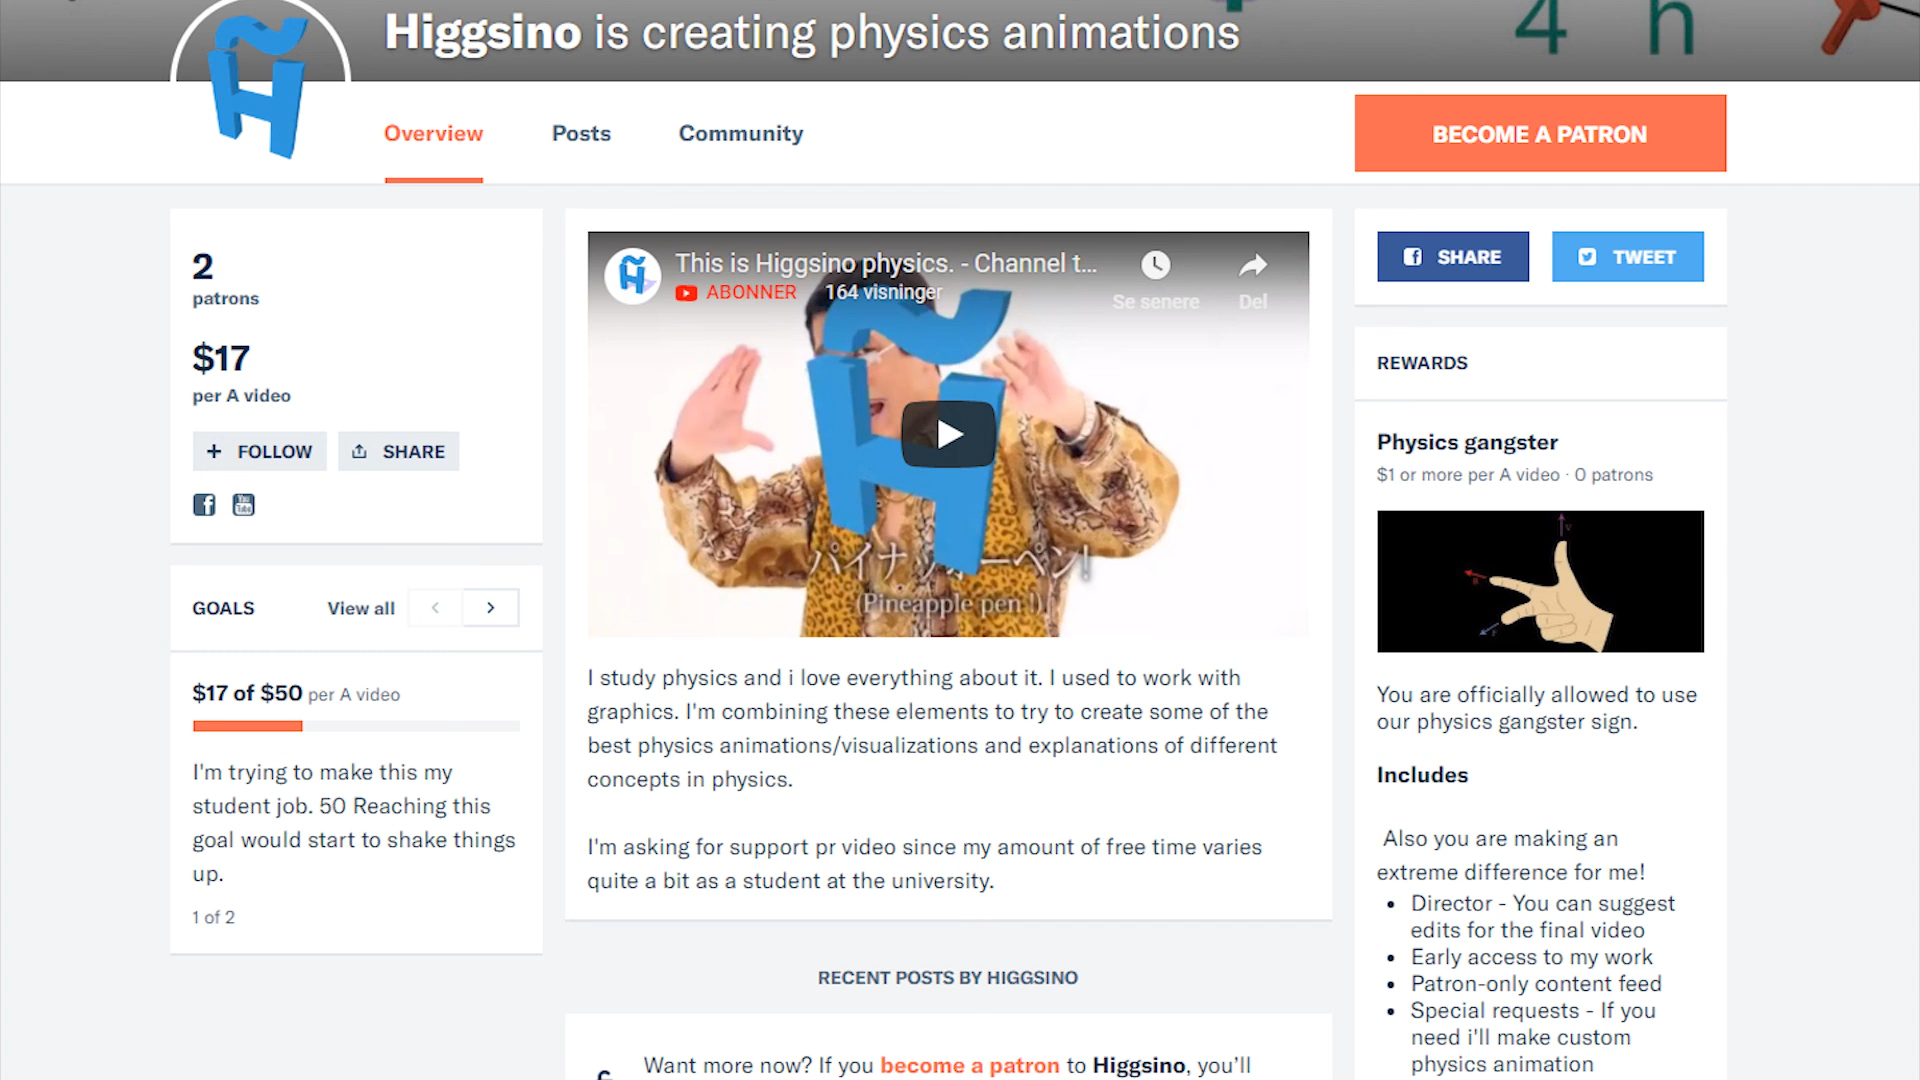 Higgsino is creating physics animations
4 h
H̃
Overview
Posts
Community
BECOME A PATRON
2
patrons
$17
per A video
+ FOLLOW
SHARE
You Tube
GOALS
View all
$17 of $50 per A video
I'm trying to make this my
student job. 50 Reaching this
goal would start to shake things
up.
1 of 2
This is Higgsino physics. - Channel t...
ABONNER
164 visninger
Se senere
Del
(Pineapple pen !)
I study physics and i love everything about it. I used to work with
graphics. I'm combining these elements to try to create some of the
best physics animations/visualizations and explanations of different
concepts in physics.
I'm asking for support pr video since my amount of free time varies
quite a bit as a student at the university.
RECENT POSTS BY HIGGSINO
Want more now? If you become a patron to Higgsino, you’ll
SHARE
TWEET
REWARDS
Physics gangster
$1 or more per A video · 0 patrons
You are officially allowed to use
our physics gangster sign.
Includes
Also you are making an
extreme difference for me!
• Director - You can suggest
edits for the final video
• Early access to my work
• Patron-only content feed
• Special requests - If you
need i'll make custom
physics animation